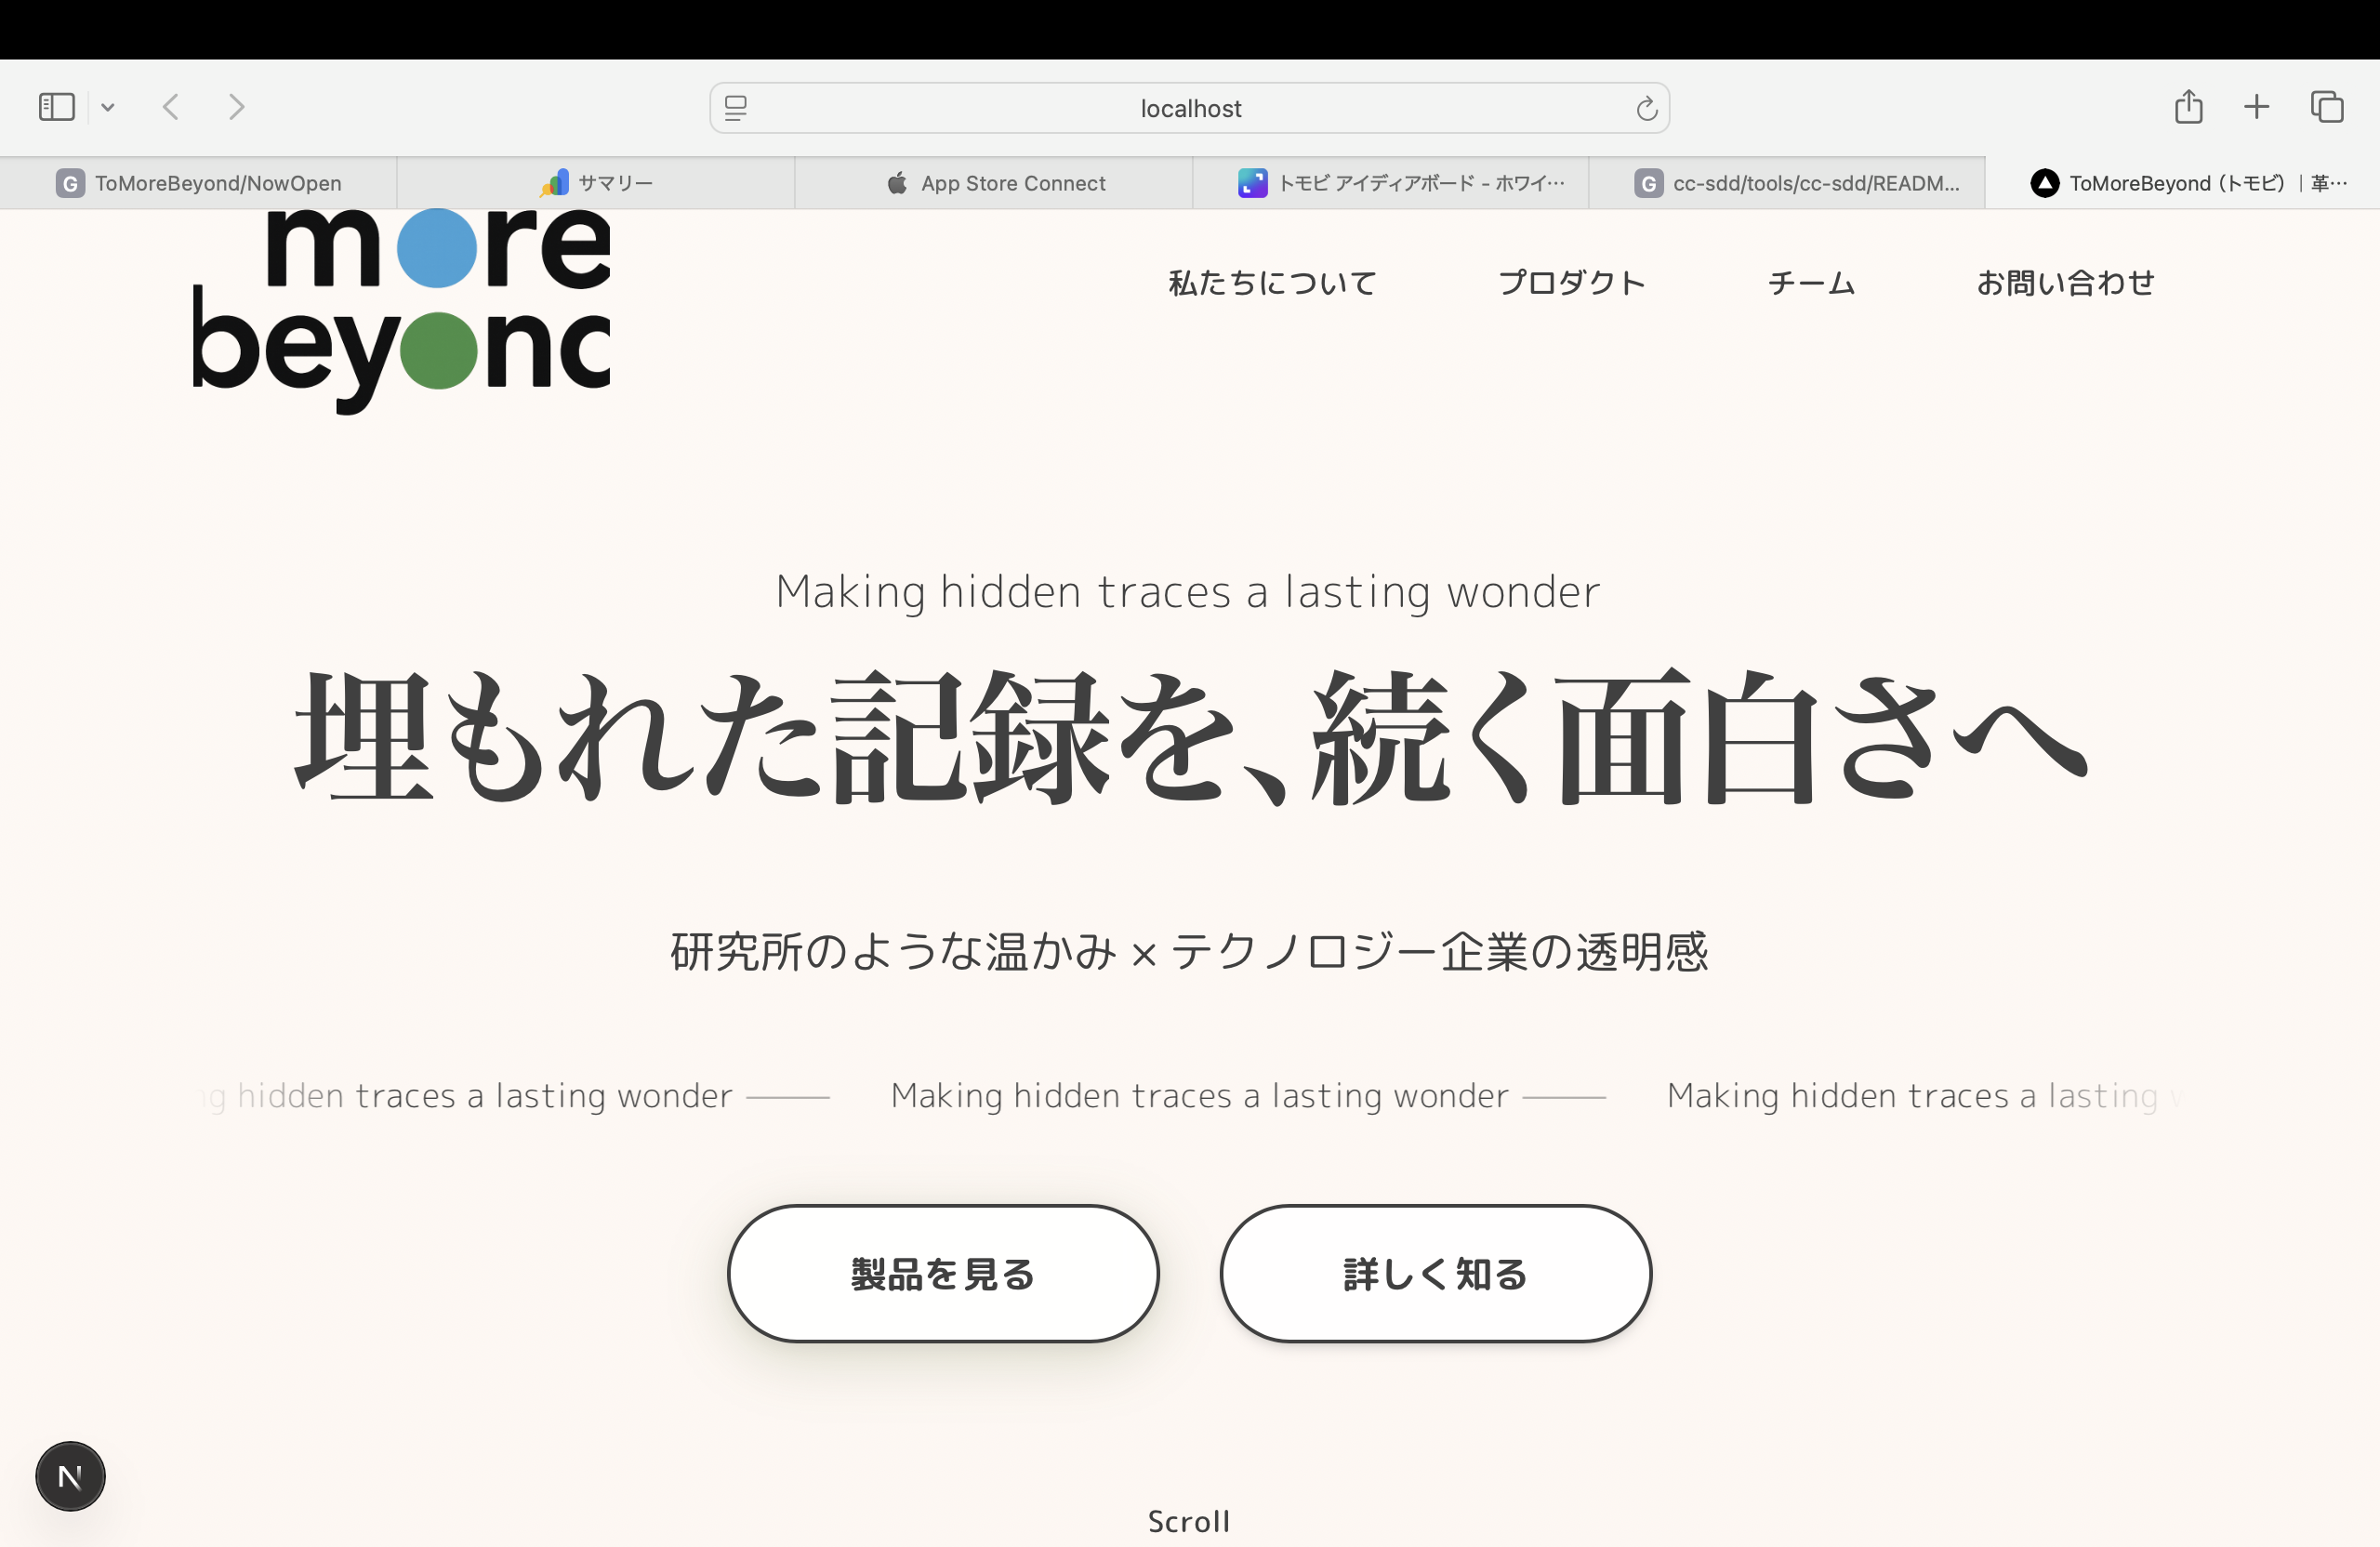 localhost
ToMoreBeyond/NowOpen
サマリー
App Store Connect
トモビ アイディアボード - ホワイ…
cc-sdd/tools/cc-sdd/READM...
ToMoreBeyond（トモビ）｜革…
more
beyond
私たちについて
プロダクト
チーム
お問い合わせ
Making hidden traces a lasting wonder
埋もれた記録を、続く面白さへ
研究所のような温かみ × テクノロジー企業の透明感
ng hidden traces a lasting wonder — Making hidden traces a lasting wonder — Making hidden traces a lasting w
製品を見る
詳しく知る
N
Scroll